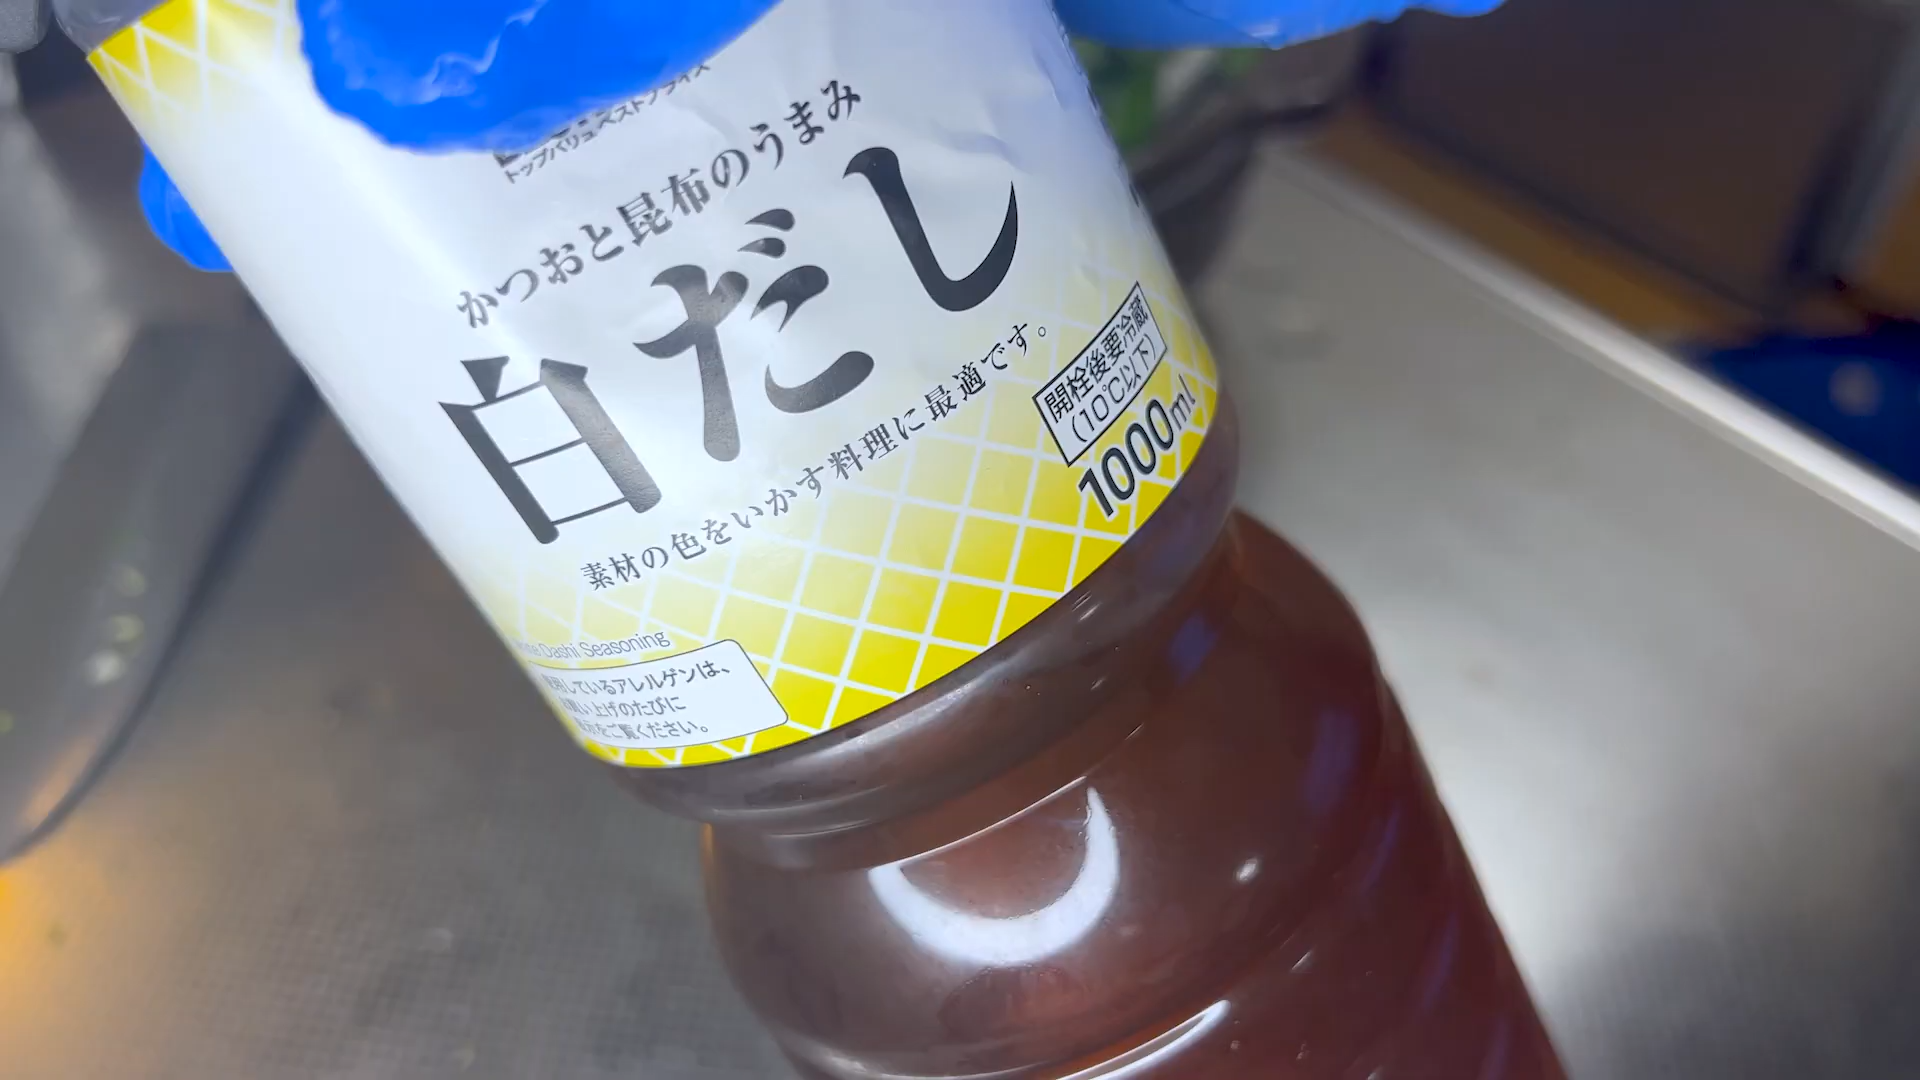 トップバリュ ベストプライス
かつおと昆布のうまみ
白だし
素材の色をいかす料理に最適です。
開栓後要冷蔵
(10℃以下)
1000ml
Dashi Seasoning
しているアレルゲンは、
い上げのたびに
をご覧ください。